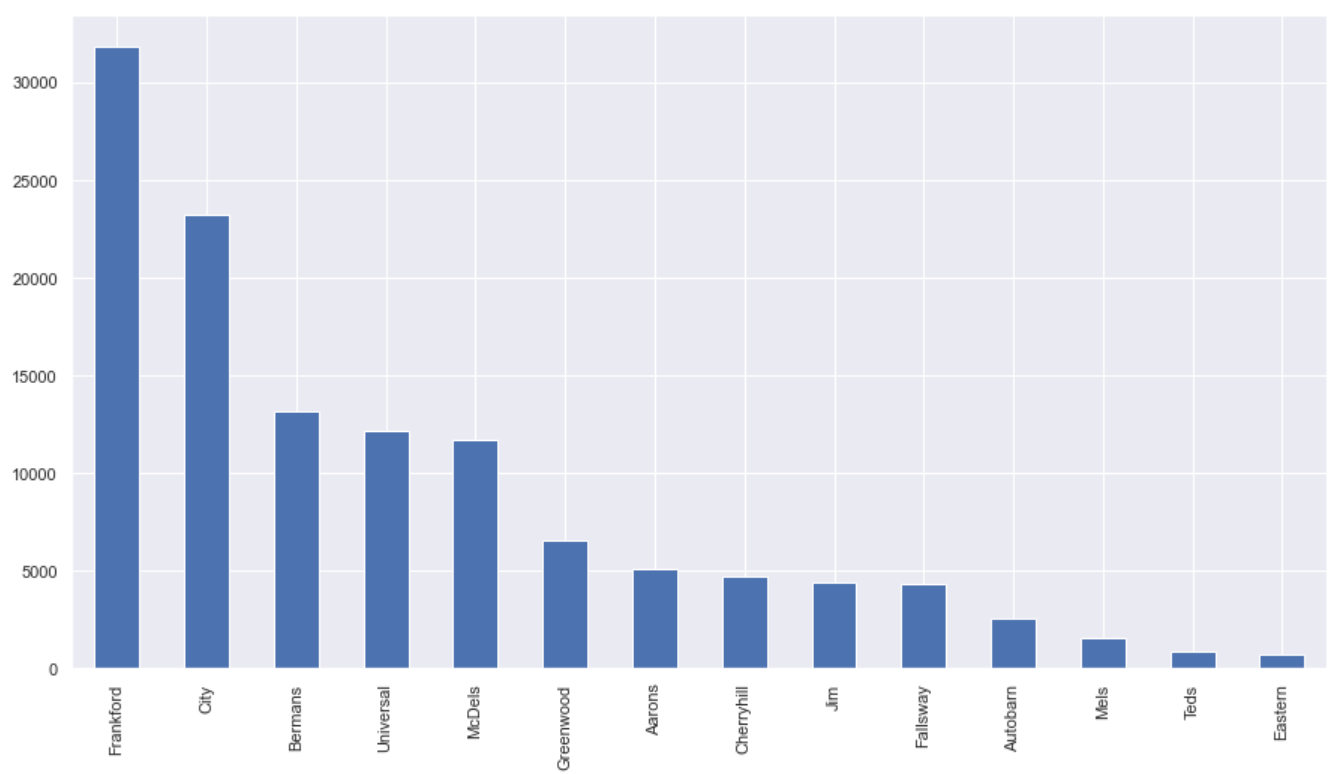 30000
25000
20000
15000
10000
5000
0
Frankford
City
Bermans
Universal
McDels
Greenwood
Aarons
Cherryhill
Jim
Fallsway
Autobarn
Mels
Teds
Eastern